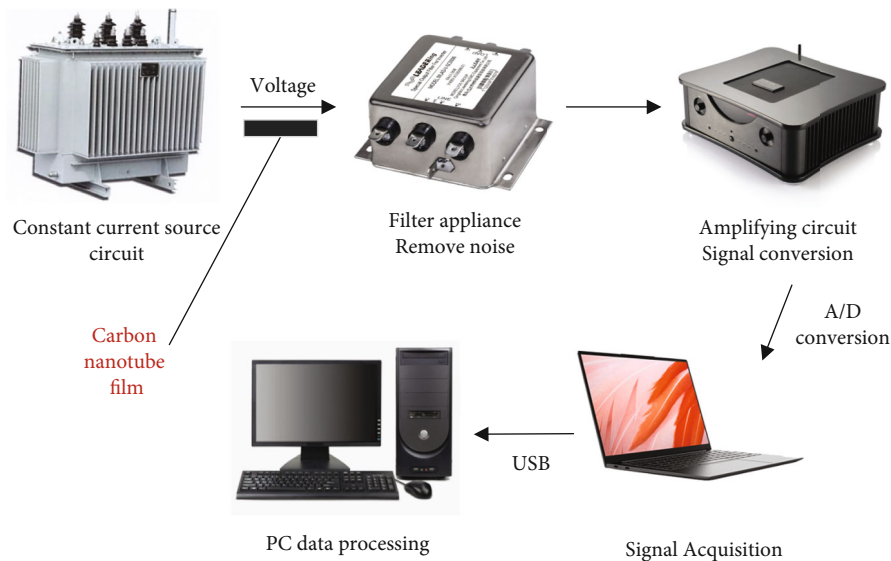 Voltage
Constant current source
circuit
Filter appliance
Remove noise
Amplifying circuit
Signal conversion
A/D
conversion
Carbon
nanotube
film
USB
PC data processing
Signal Acquisition